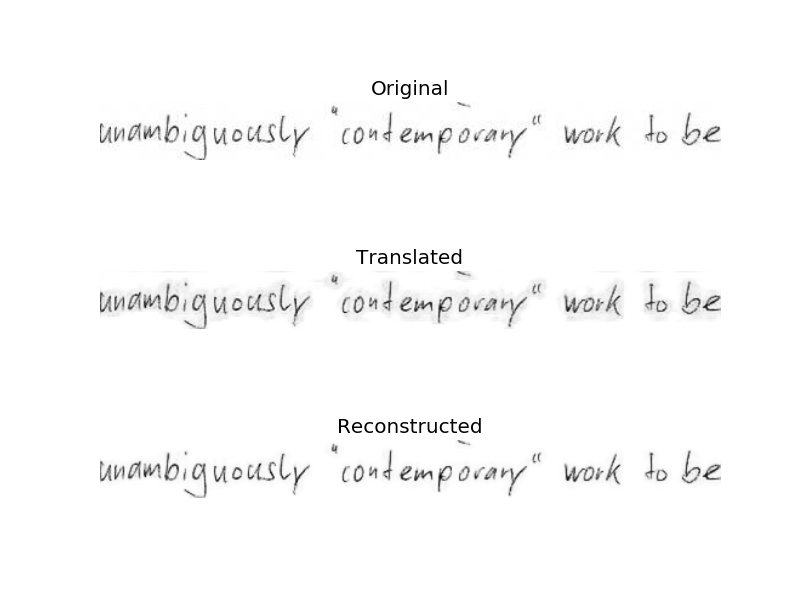 Original
unambiguously "contemporary" work to be
Translated
unambiguously "contemporary" work to be
Reconstructed
unambiguously "contemporary" work to be